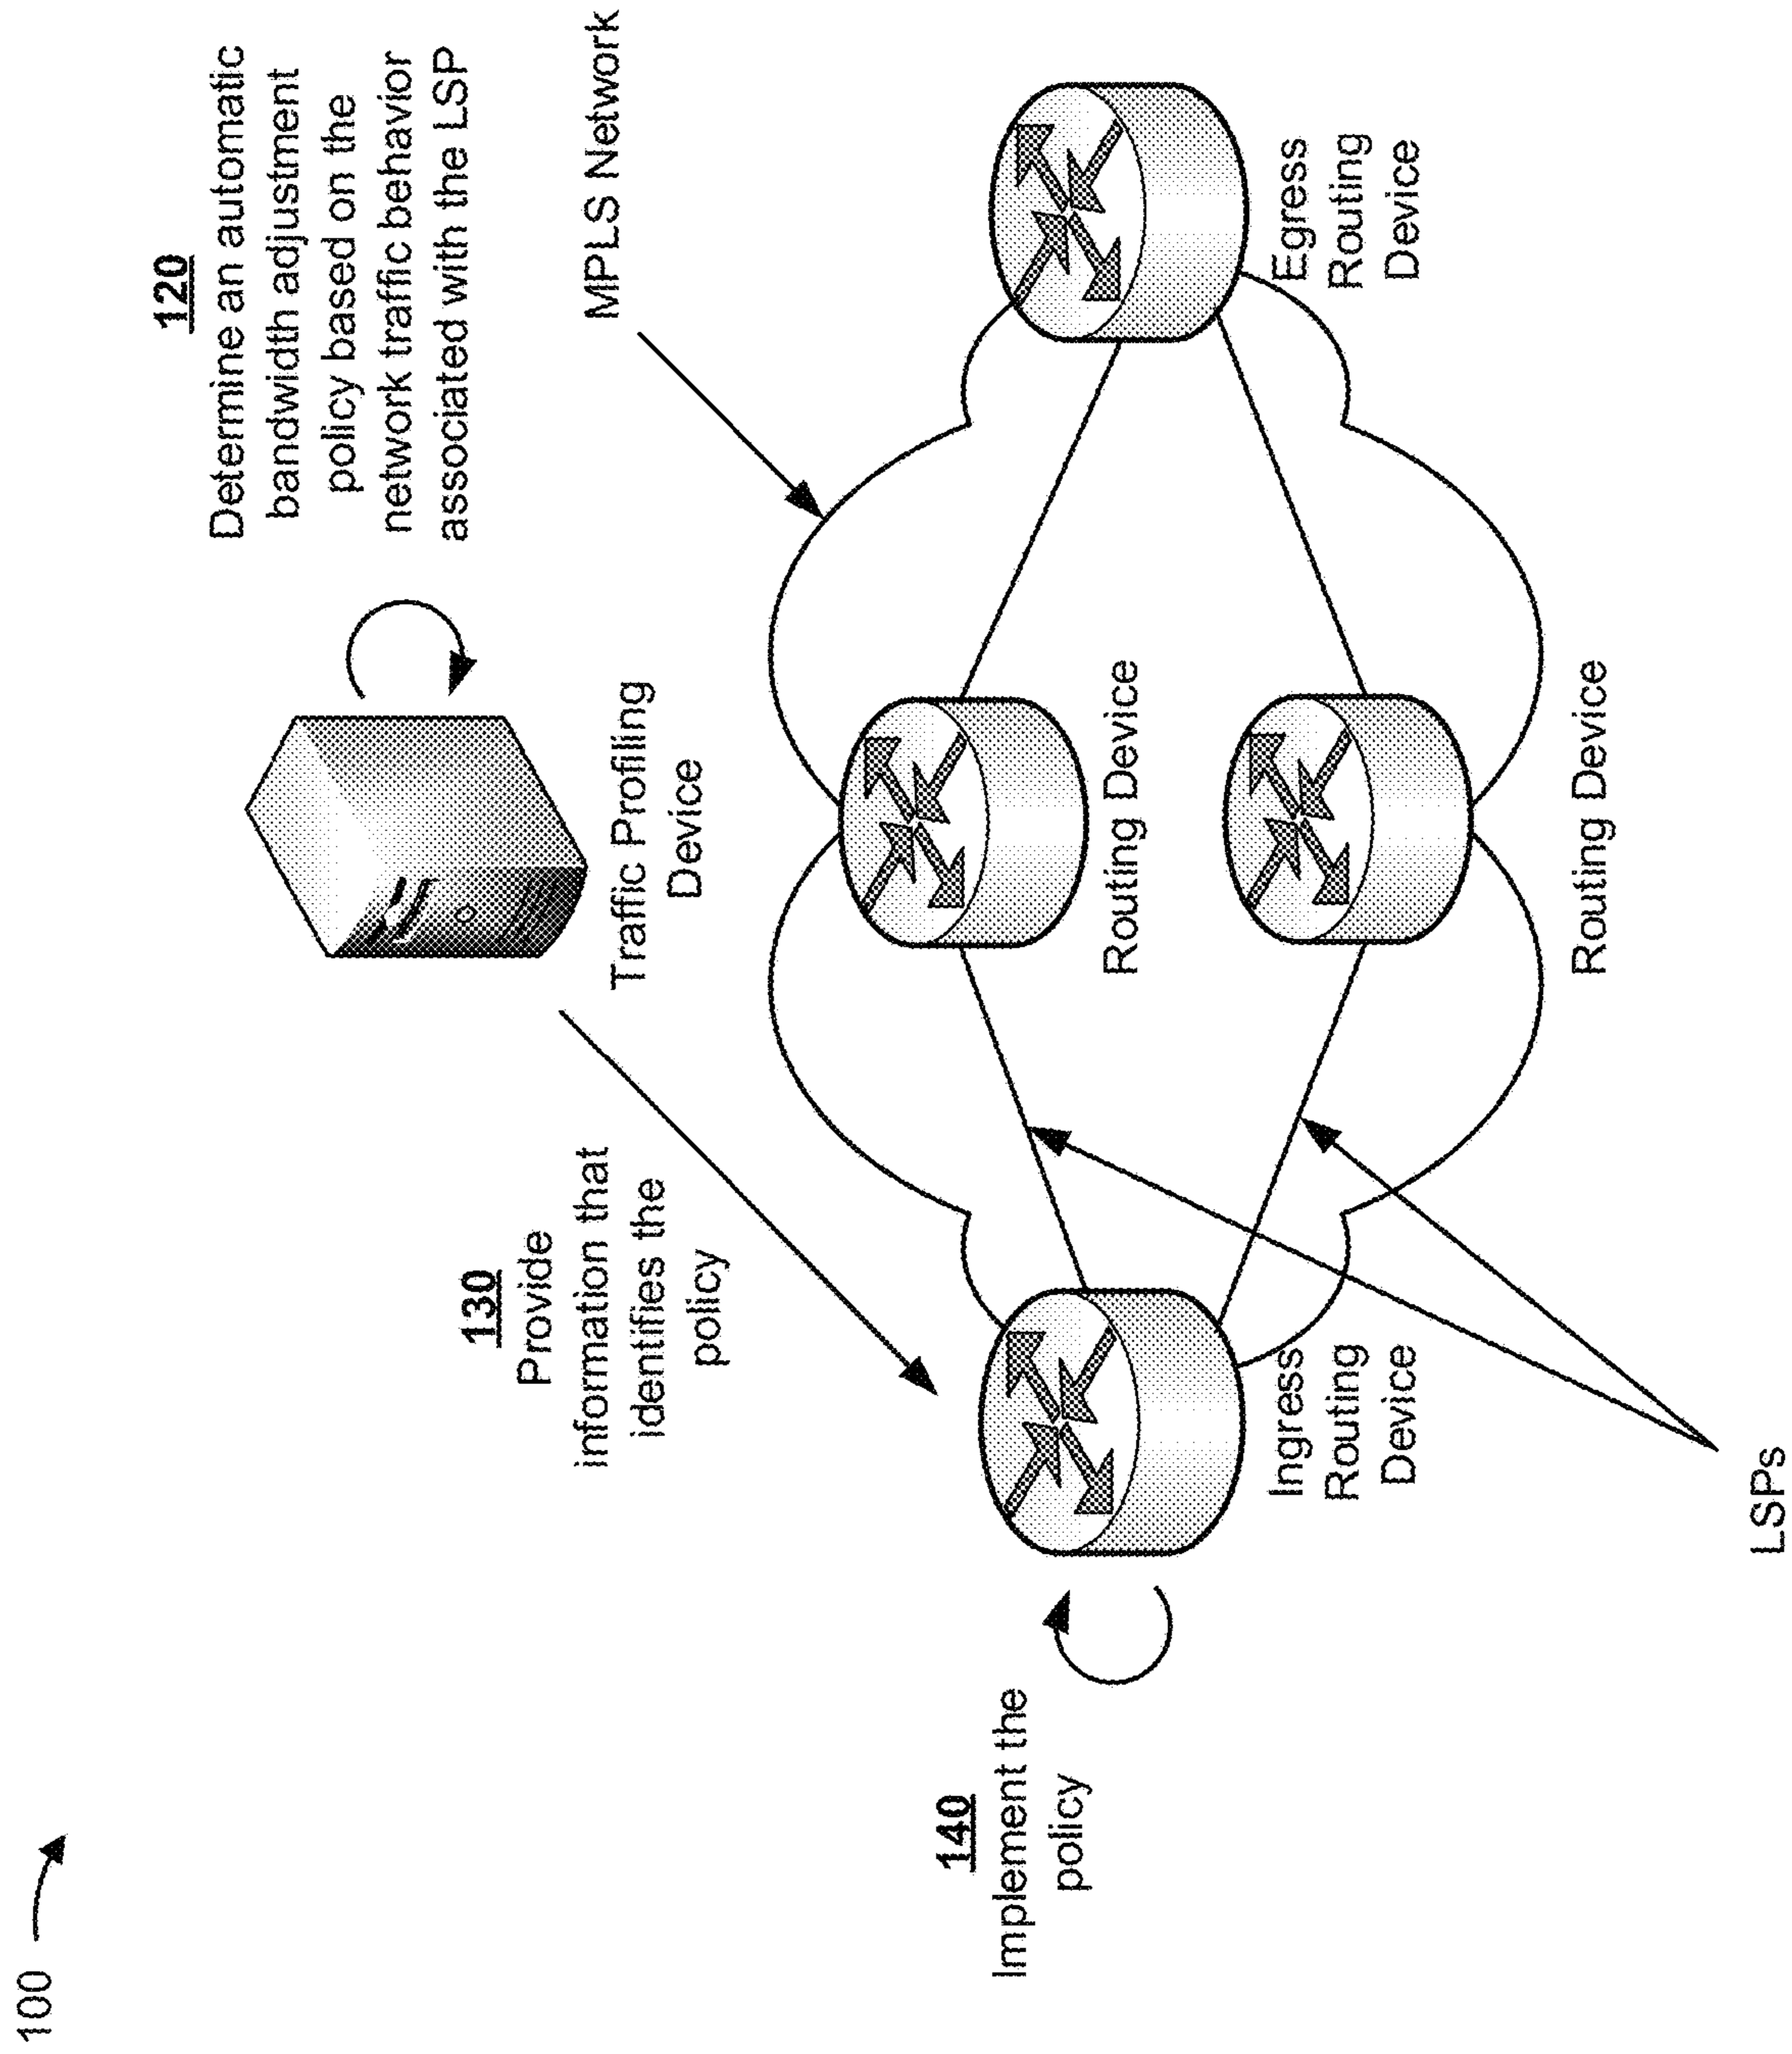 100
120
Determine an automatic
bandwidth adjustment
policy based on the
network traffic behavior
associated with the LSP
130
Provide
information that
identifies the
policy
Traffic Profiling
Device
MPLS Network
140
Implement the
policy
Ingress
Routing
Device
Routing Device
Egress
Routing
Device
Routing Device
LSPs